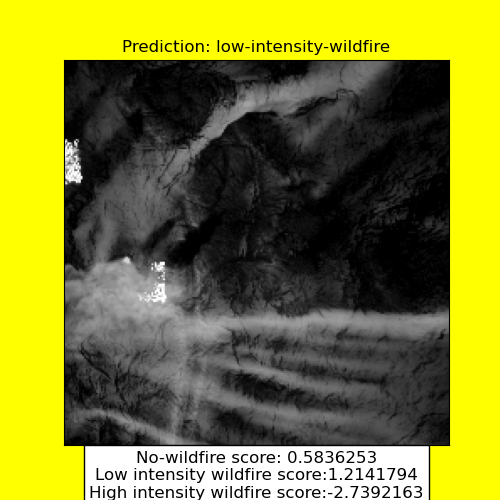 Prediction: low-intensity-wildfire
No-wildfire score: 0.5836253
Low intensity wildfire score:1.2141794
High intensity wildfire score:-2.7392163